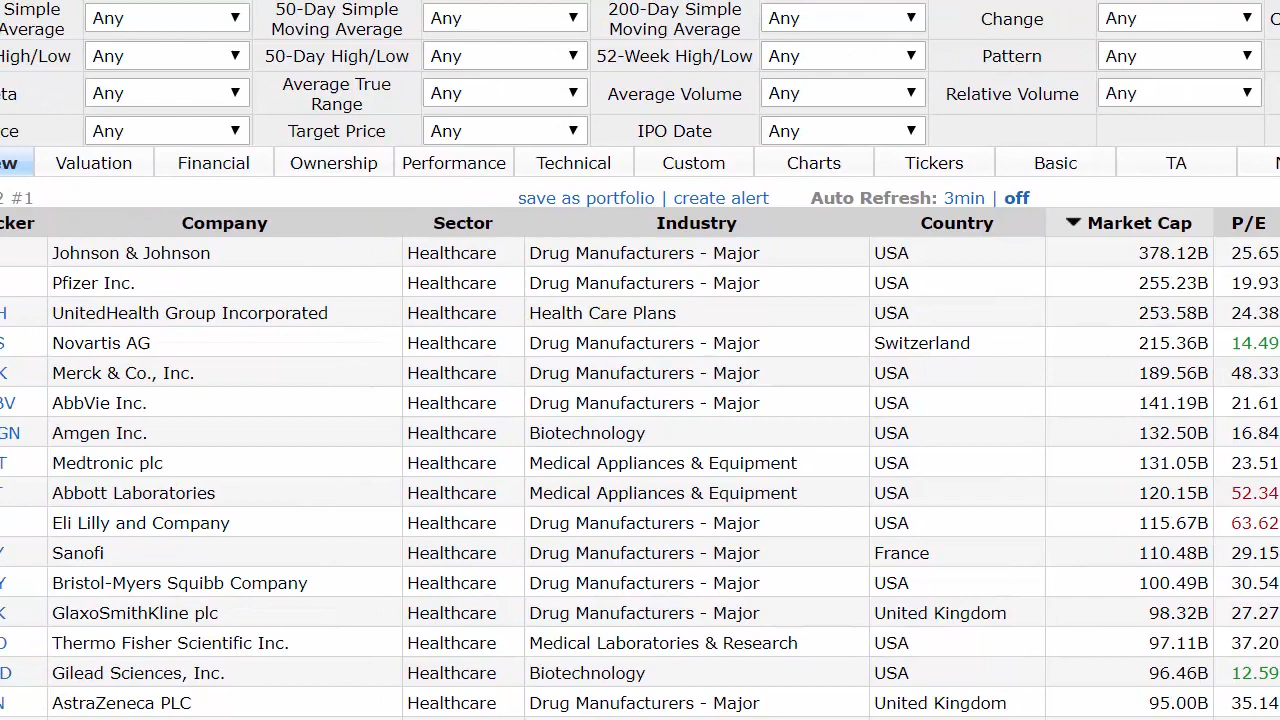 Simple 50-Day Simple 200-Day Simple
Average Any Moving Average Any Moving Average Any Change Any
High/Low Any 50-Day High/Low Any 52-Week High/Low Any Pattern Any
Any Average True Range Any Average Volume Any Relative Volume Any
Any Target Price Any IPO Date Any
Valuation Financial Ownership Performance Technical Custom Charts Tickers Basic TA
#1 save as portfolio | create alert Auto Refresh: 3min | off
Company Sector Industry Country Market Cap P/E
Johnson & Johnson Healthcare Drug Manufacturers - Major USA 378.12B 25.65
Pfizer Inc. Healthcare Drug Manufacturers - Major USA 255.23B 19.93
H UnitedHealth Group Incorporated Healthcare Health Care Plans USA 253.58B 24.38
S Novartis AG Healthcare Drug Manufacturers - Major Switzerland 215.36B 14.49
K Merck & Co., Inc. Healthcare Drug Manufacturers - Major USA 189.56B 48.33
BV AbbVie Inc. Healthcare Drug Manufacturers - Major USA 141.19B 21.61
GN Amgen Inc. Healthcare Biotechnology USA 132.50B 16.84
T Medtronic plc Healthcare Medical Appliances & Equipment USA 131.05B 23.51
Abbott Laboratories Healthcare Medical Appliances & Equipment USA 120.15B 52.34
Eli Lilly and Company Healthcare Drug Manufacturers - Major USA 115.67B 63.62
Y Sanofi Healthcare Drug Manufacturers - Major France 110.48B 29.15
Y Bristol-Myers Squibb Company Healthcare Drug Manufacturers - Major USA 100.49B 30.54
K GlaxoSmithKline plc Healthcare Drug Manufacturers - Major United Kingdom 98.32B 27.27
Thermo Fisher Scientific Inc. Healthcare Medical Laboratories & Research USA 97.11B 37.20
D Gilead Sciences, Inc. Healthcare Biotechnology USA 96.46B 12.59
N AstraZeneca PLC Healthcare Drug Manufacturers - Major United Kingdom 95.00B 35.14